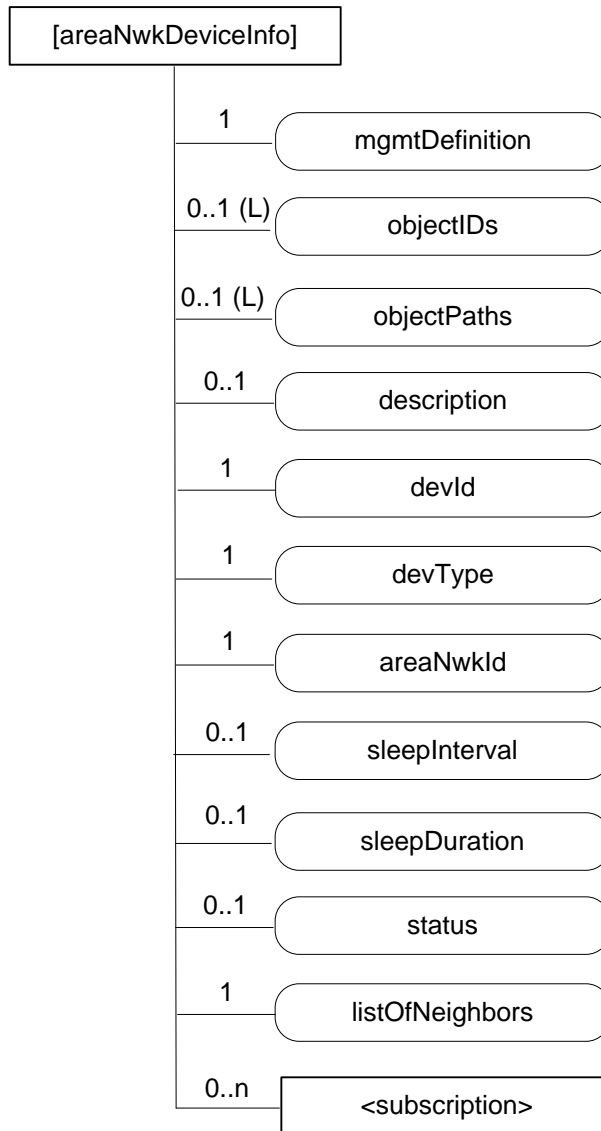 [areaNwkDeviceInfo]
1
mgmtDefinition
0..1 (L)
objectIDs
0..1 (L)
objectPaths
0..1
description
1
devId
1
devType
1
areaNwkId
0..1
sleepInterval
0..1
sleepDuration
0..1
status
1
listOfNeighbors
0..n
<subscription>